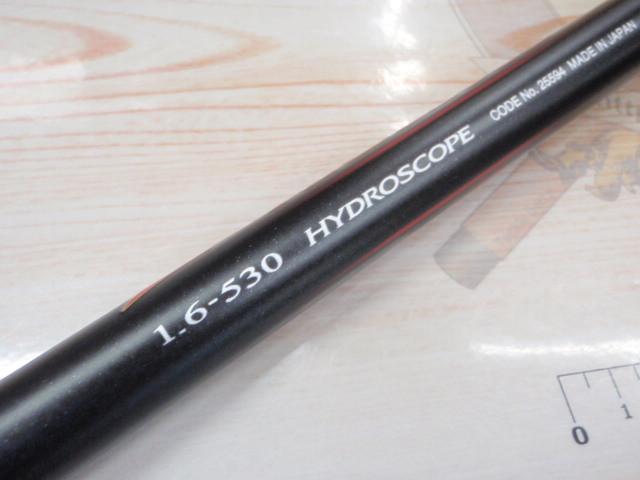 1.6-530 HYDROSCOPE CODE No. 25594 MADE IN JAPAN
0 1